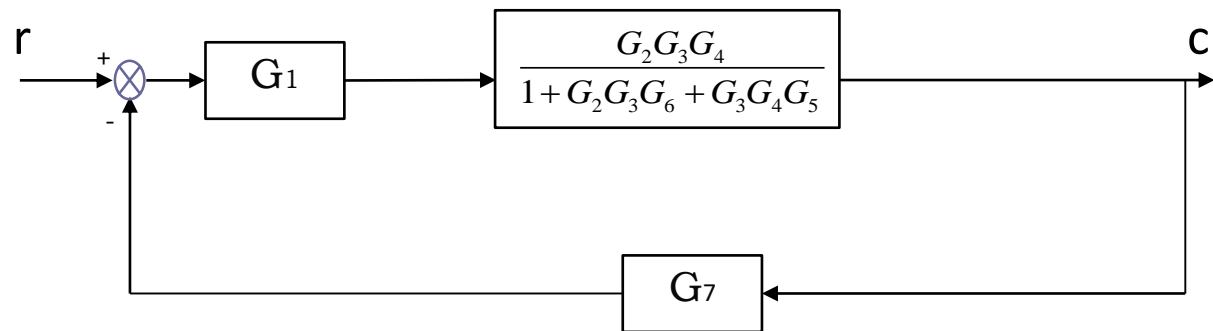 r
+
-
G1
G₂G₃G₄
1 + G₂G₃G₆ + G₃G₄G₅
c
G7